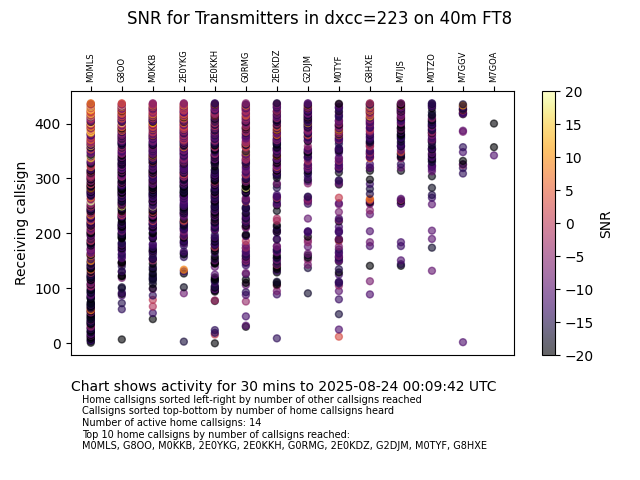 SNR for Transmitters in dxcc=223 on 40m FT8
M0MLS G8OO M0KKB 2E0YKG 2E0KKH G0RMG 2E0KDZ G2DJM M0TYF G8HXE M7IJS M0TZO M7GGV M7GOA
400
300
200
100
0
Receiving callsign
20
15
10
5
0
−5
−10
−15
−20
SNR
Chart shows activity for 30 mins to 2025-08-24 00:09:42 UTC
Home callsigns sorted left-right by number of other callsigns reached
Callsigns sorted top-bottom by number of home callsigns heard
Number of active home callsigns: 14
Top 10 home callsigns by number of callsigns reached:
M0MLS, G8OO, M0KKB, 2E0YKG, 2E0KKH, G0RMG, 2E0KDZ, G2DJM, M0TYF, G8HXE